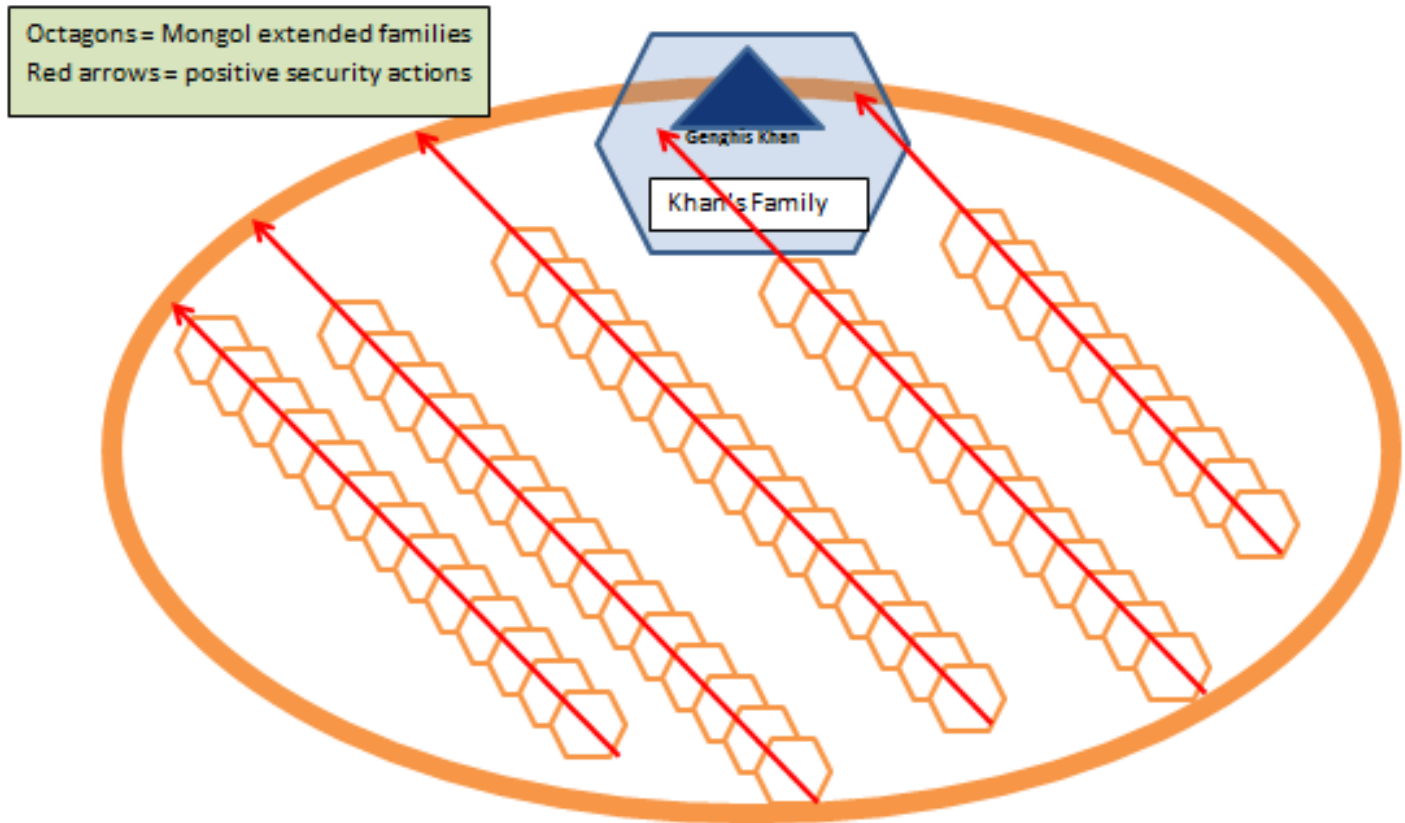 Octagons = Mongol extended families
Red arrows = positive security actions
Genghis Khan
Khan's Family